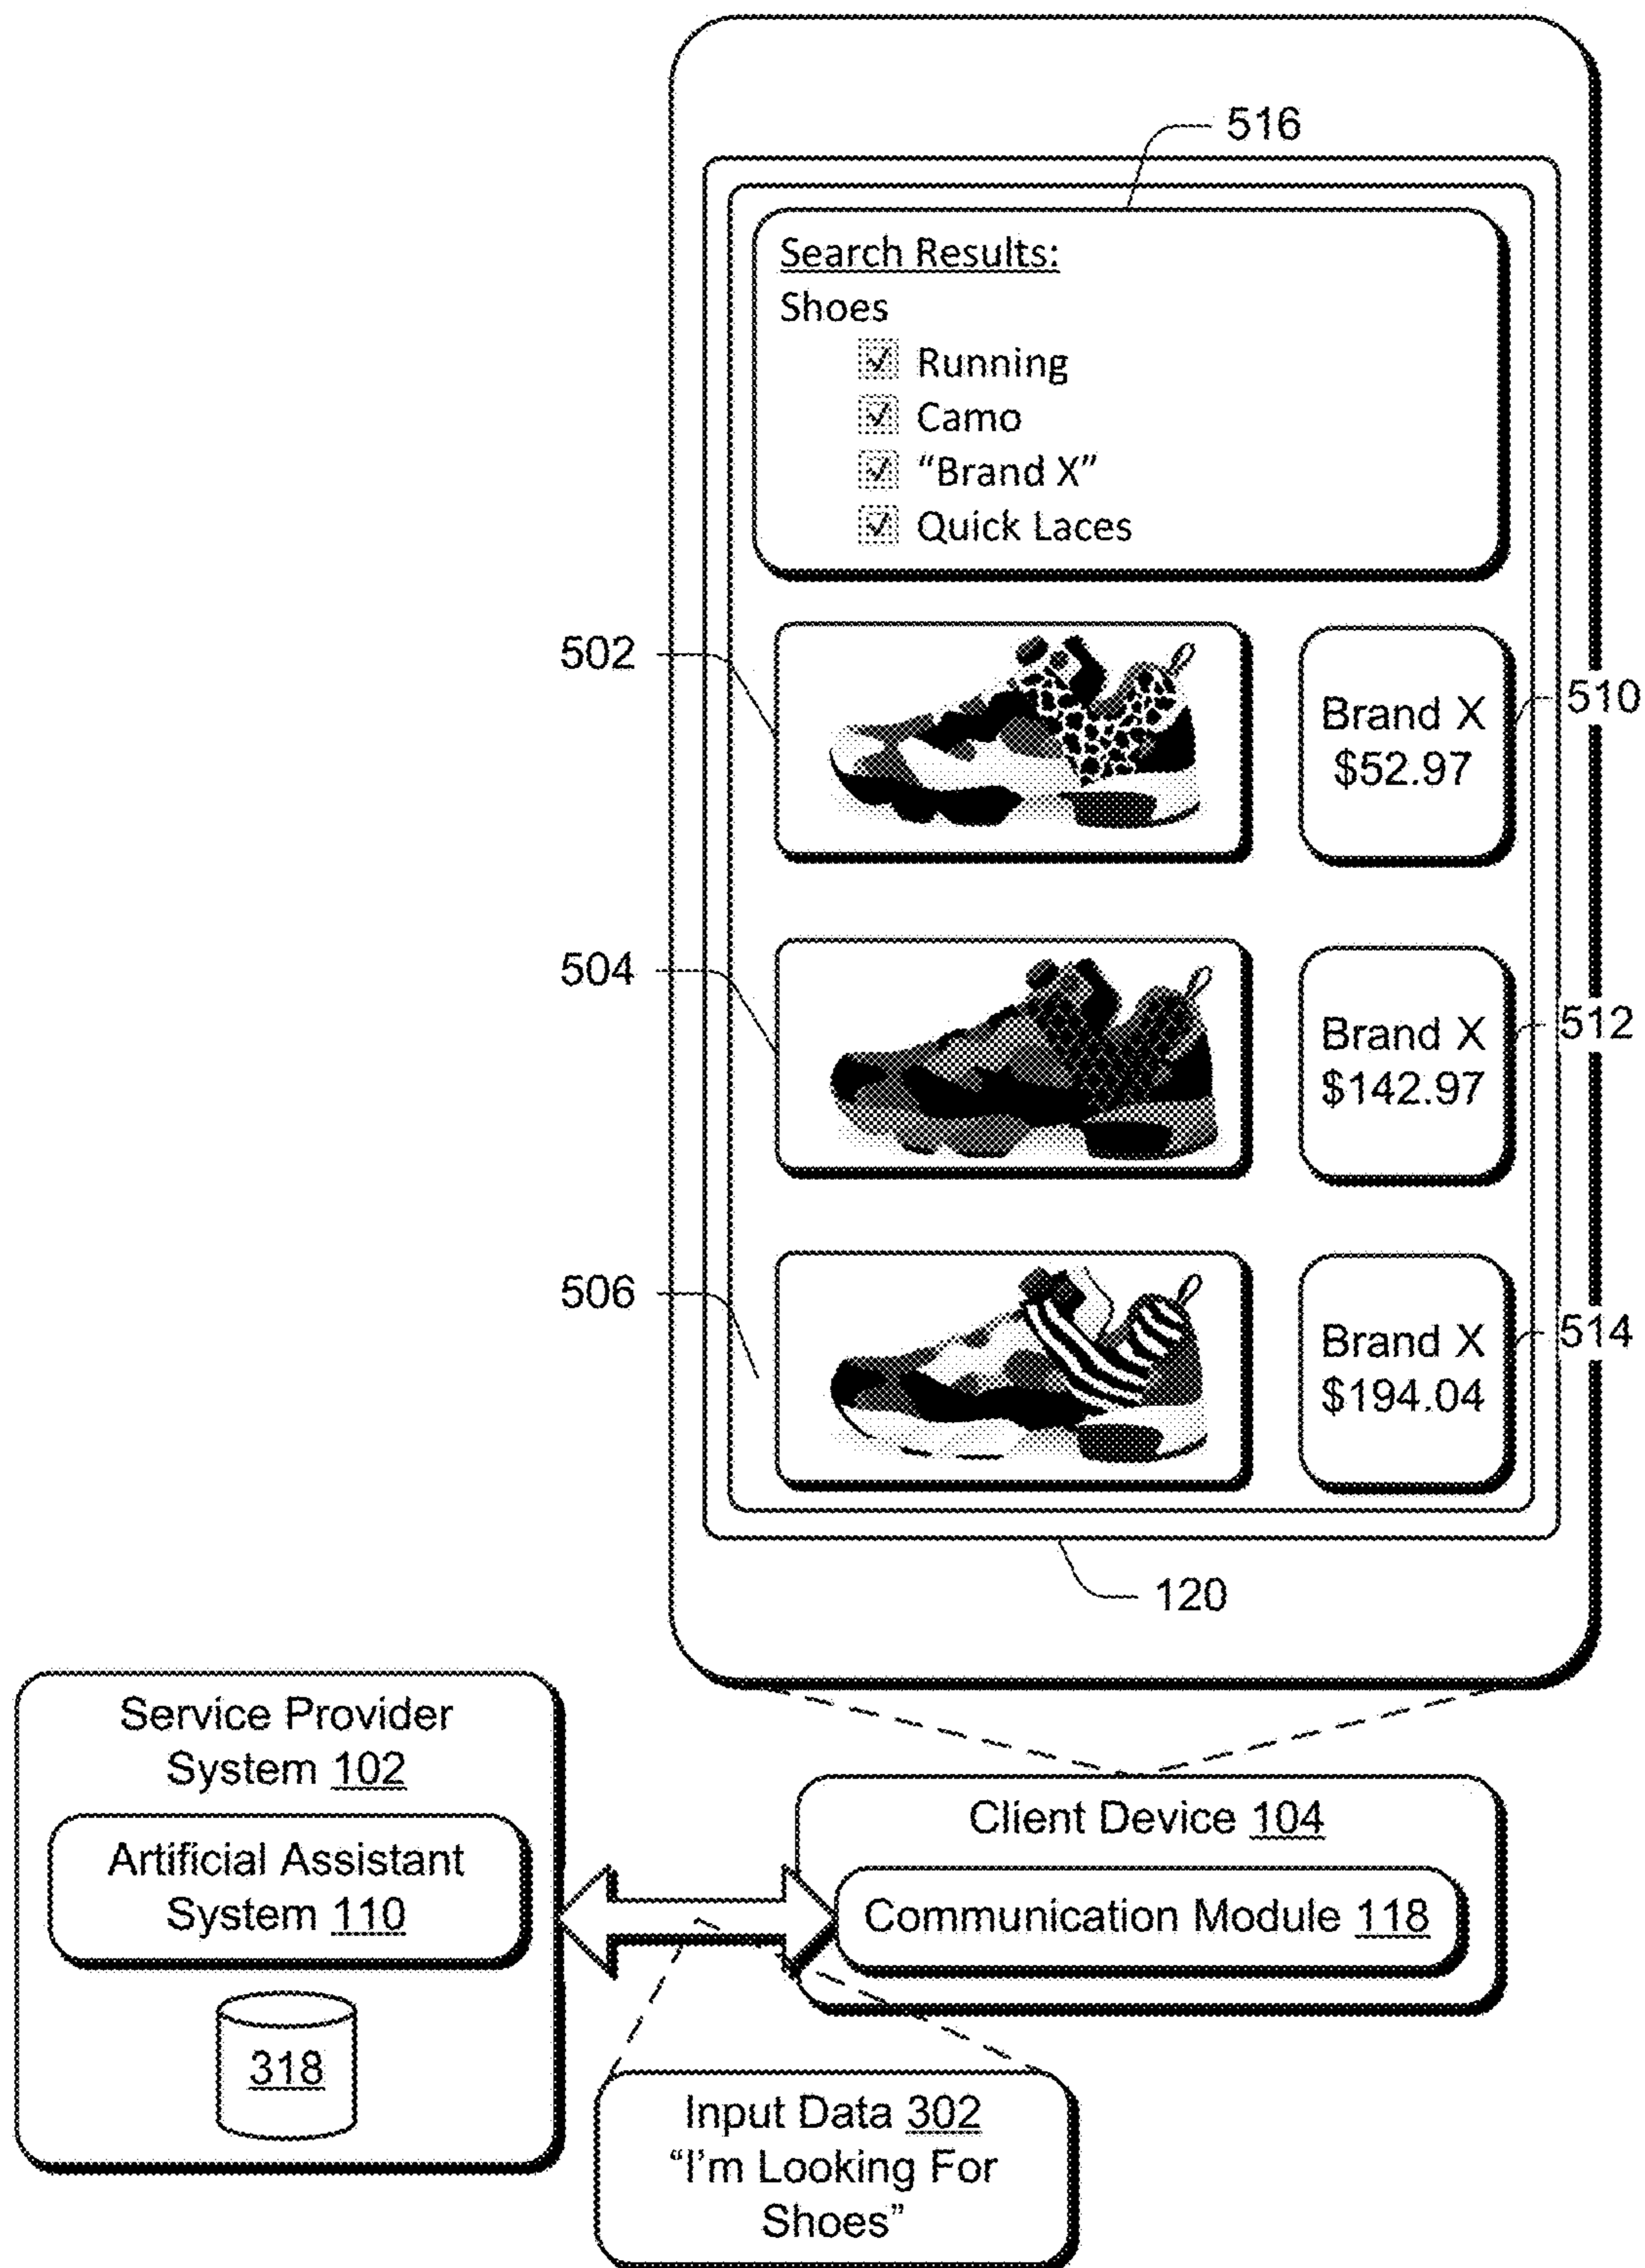 516
Search Results:
Shoes
Running
Camo
“Brand X”
Quick Laces
502
Brand X
$52.97
510
504
Brand X
$142.97
512
506
Brand X
$194.04
514
120
Service Provider
System 102
Artificial Assistant
System 110
318
Client Device 104
Communication Module 118
Input Data 302
“I’m Looking For
Shoes”